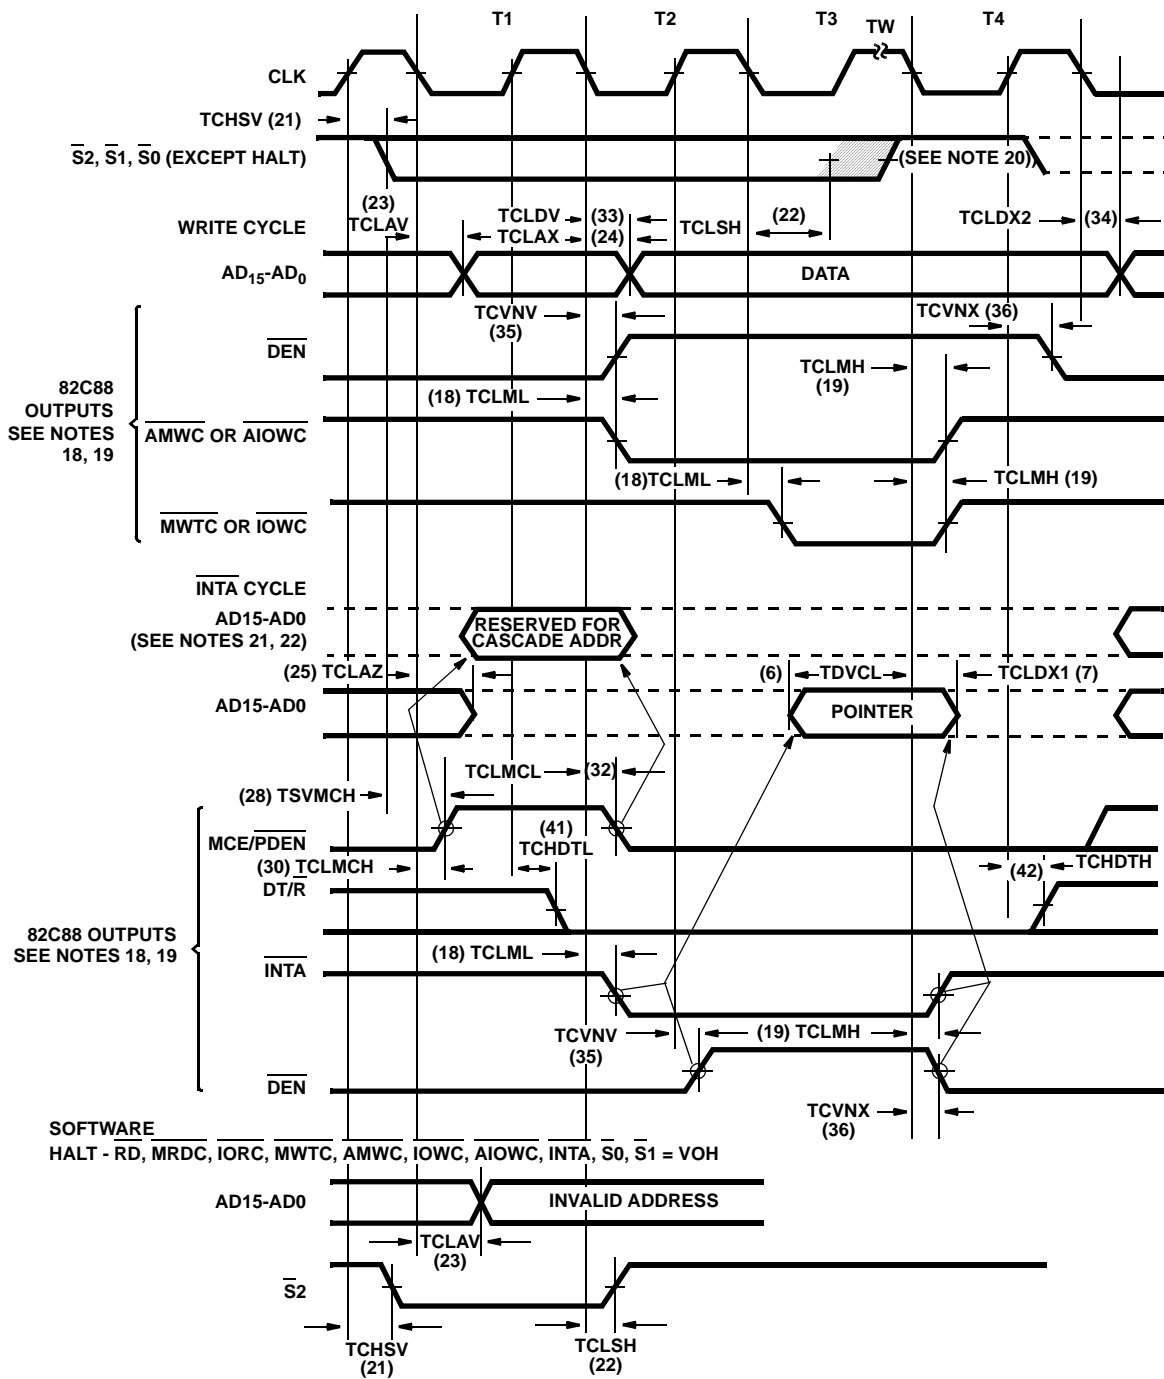 T1 T2 T3 TW T4
CLK
TCHSV (21)
S2, S1, S0 (EXCEPT HALT)
(SEE NOTE 20))
(23)
TCLAV
TCLDV (33)
TCLAX (24)
TCLSH (22)
TCLDX2 (34)
WRITE CYCLE
AD15-AD0
DATA
TCVNV
(35)
TCVNX (36)
DEN
TCLMH
(19)
82C88
OUTPUTS
SEE NOTES
18, 19
(18) TCLML
AMWC OR AIOWC
(18)TCLML
TCLMH (19)
MWTC OR IOWC
INTA CYCLE
AD15-AD0
(SEE NOTES 21, 22)
RESERVED FOR
CASCADE ADDR
(25) TCLAZ
(6) TDVCL
TCLDX1 (7)
AD15-AD0
POINTER
TCLMCL (32)
(28) TSVMCH
MCE/PDEN
(41)
TCHDTL
(30) TCLMCH
(42) TCHDTH
DT/R
82C88 OUTPUTS
SEE NOTES 18, 19
(18) TCLML
INTA
TCVNV
(35)
(19) TCLMH
DEN
TCVNX
(36)
SOFTWARE
HALT - RD, MRDC, IORC, MWTC, AMWC, IOWC, AIOWC, INTA, S0, S1 = VOH
AD15-AD0
INVALID ADDRESS
TCLAV
(23)
S2
TCHSV
(21)
TCLSH
(22)